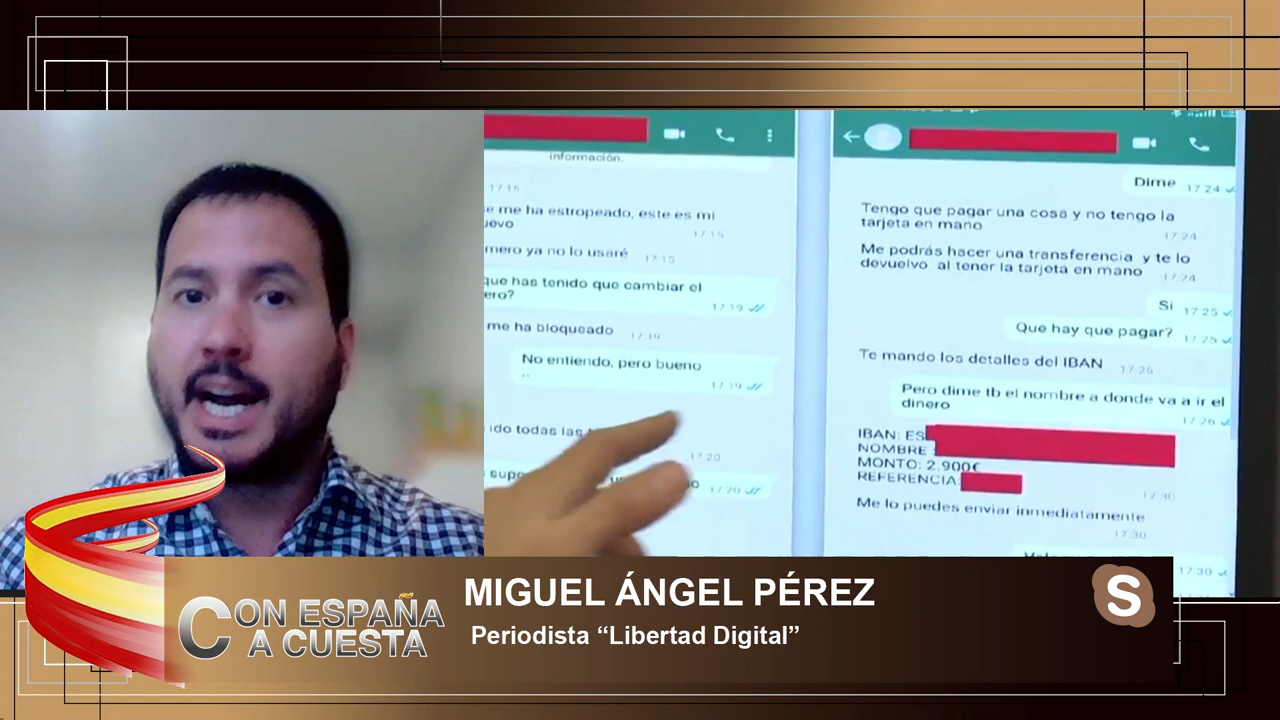 información.
17:15
e me ha estropeado, este es mi
uevo
17:15
mero ya no lo usaré 17:15
que has tenido que cambiar el
ero?
17:19
me ha bloqueado 17:19
No entiendo, pero bueno
..
17:19
ido todas las
17:20
supo
17:20
Dime 17:24
Tengo que pagar una cosa y no tengo la
tarjeta en mano
17:24
Me podrás hacer una transferencia y te lo
devuelvo al tener la tarjeta en mano 17:24
Si 17:25
Que hay que pagar? 17:25
Te mando los detalles del IBAN 17:26
Pero dime tb el nombre a donde va a ir el
dinero
17:26
IBAN: ES
NOMBRE :
MONTO: 2.900€
REFERENCIA:
17:30
Me lo puedes enviar inmediatamente
17:30
17:30
MIGUEL ÁNGEL PÉREZ
Periodista “Libertad Digital”
CON ESPAÑA
A CUESTA
S